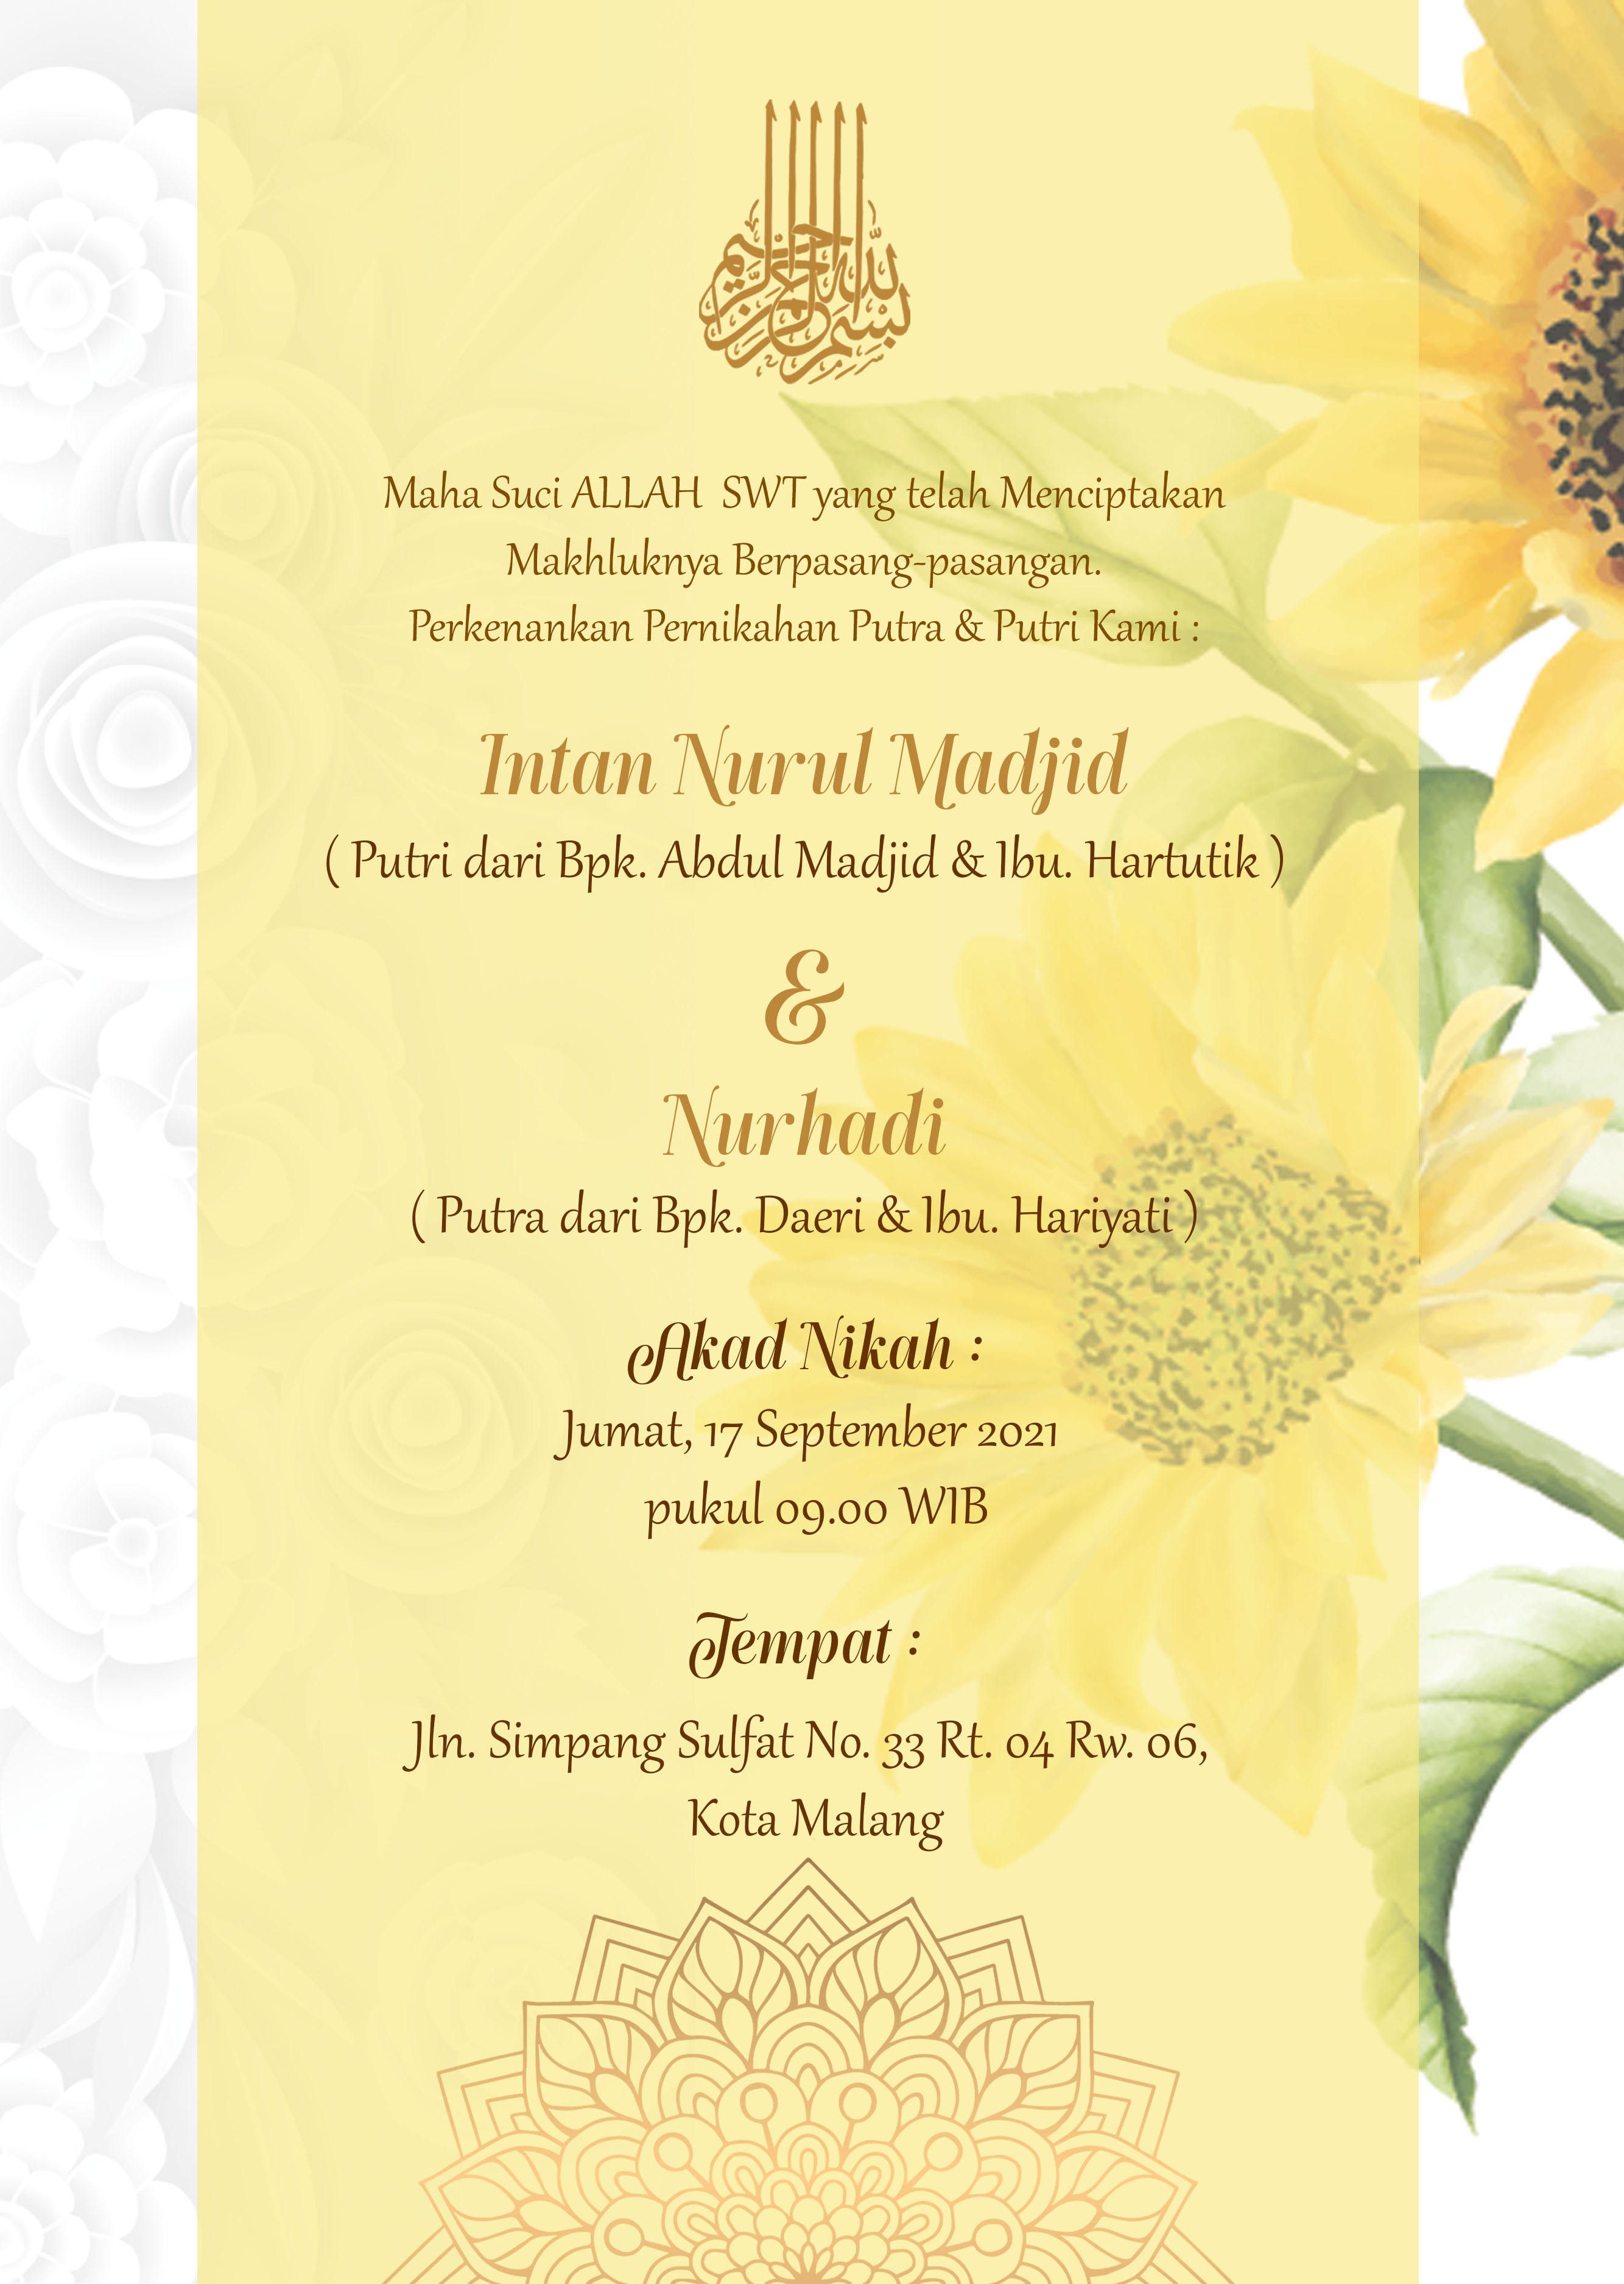 بسم الله الرحمن الرحيم
Maha Suci ALLAH SWT yang telah Menciptakan
Makhluknya Berpasang-pasangan.
Perkenankan Pernikahan Putra & Putri Kami :
Intan Nurul Madjid
( Putri dari Bpk. Abdul Madjid & Ibu. Hartutik )
&
Nurhadi
( Putra dari Bpk. Daeri & Ibu. Hariyati )
Akad Nikah :
Jumat, 17 September 2021
pukul 09.00 WIB
Tempat :
Jln. Simpang Sulfat No. 33 Rt. 04 Rw. 06,
Kota Malang